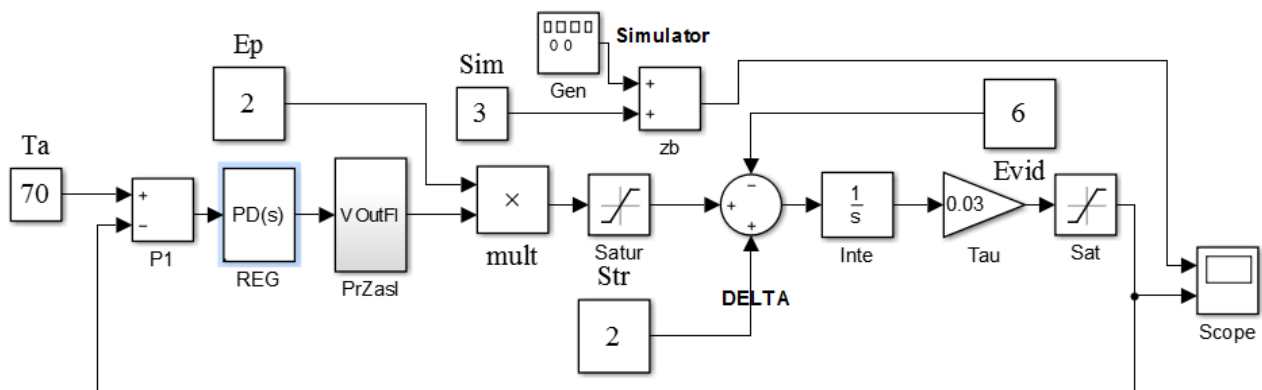 Ep
2
Sim
3
Gen
Simulator
+
+
zb
6
Evid
Ta
70
+
−
P1
PD(s)
REG
V OutFl
PrZasl
×
mult
Satur
−
+
+
1
s
Inte
0.03
Tau
Sat
Scope
Str
2
DELTA